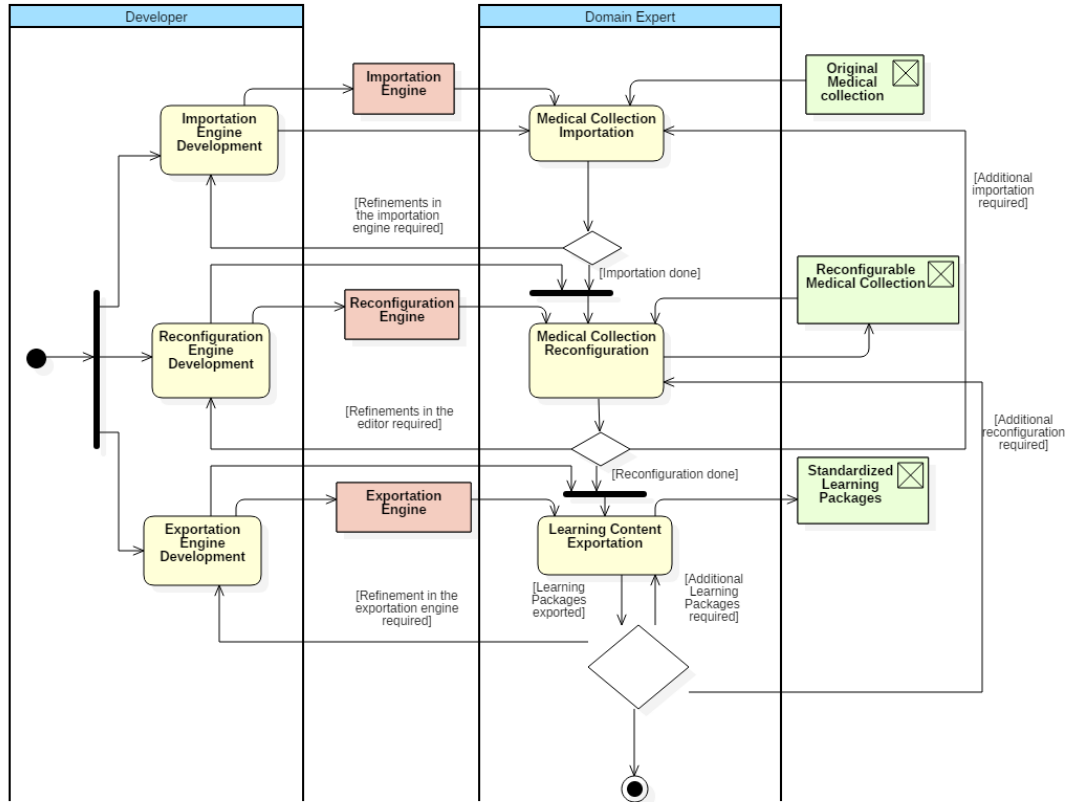 Developer
Domain Expert
Importation
Engine
Original
Medical
collection
Importation
Engine
Development
Medical Collection
Importation
[Additional
importation
required]
[Refinements in
the importation
engine required]
[Importation done]
Reconfigurable
Medical Collection
Reconfiguration
Engine
Reconfiguration
Engine
Development
Medical Collection
Reconfiguration
[Refinements in the
editor required]
[Additional
reconfiguration
required]
[Reconfiguration done]
Standardized
Learning
Packages
Exportation
Engine
Exportation
Engine
Development
Learning Content
Exportation
[Refinement in the
exportation engine
required]
[Learning
Packages
exported]
[Additional
Learning
Packages
required]